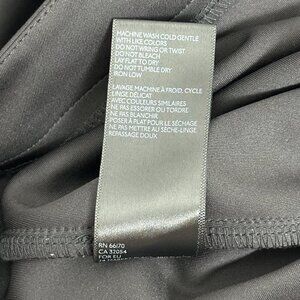 MACHINE WASH COLD GENTLE
WITH LIKE COLORS
DO NOT WRING OR TWIST
DO NOT BLEACH
LAY FLAT TO DRY
DO NOT TUMBLE DRY
IRON LOW
LAVAGE MACHINE À FROID, CYCLE
LINGE DÉLICAT
AVEC COULEURS SIMILAIRES
NE PAS ESSORER OU TORDRE
NE PAS BLANCHIR
POSER À PLAT POUR LE SÉCHAGE
NE PAS METTRE AU SÈCHE-LINGE
REPASSAGE DOUX
RN 66170
CA 32054
FOR EU